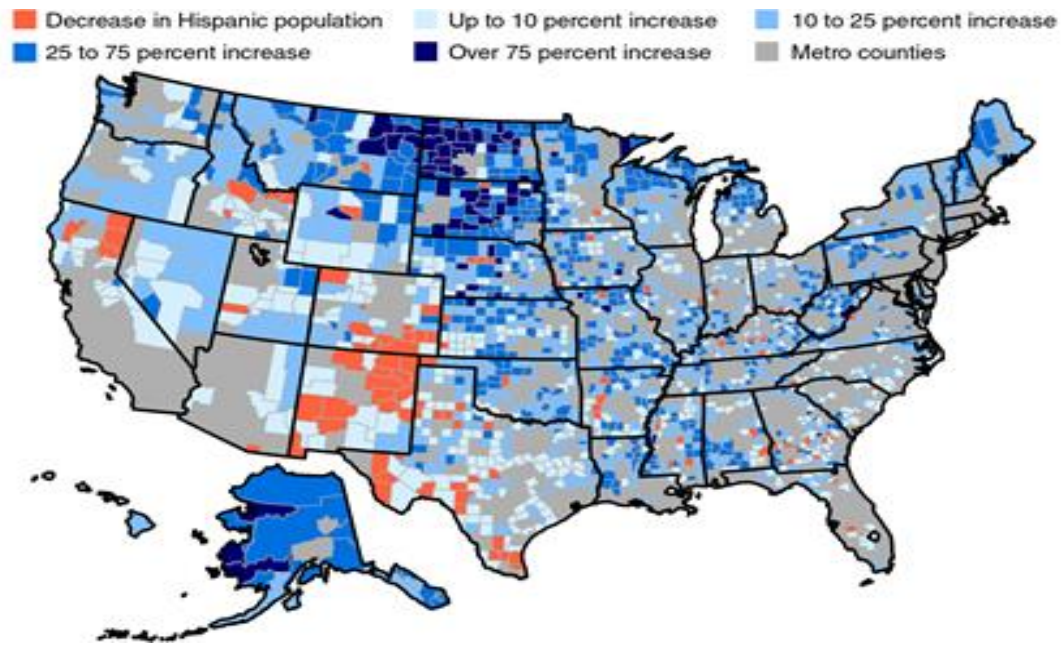 Decrease in Hispanic population Up to 10 percent increase 10 to 25 percent increase
25 to 75 percent increase Over 75 percent increase Metro counties